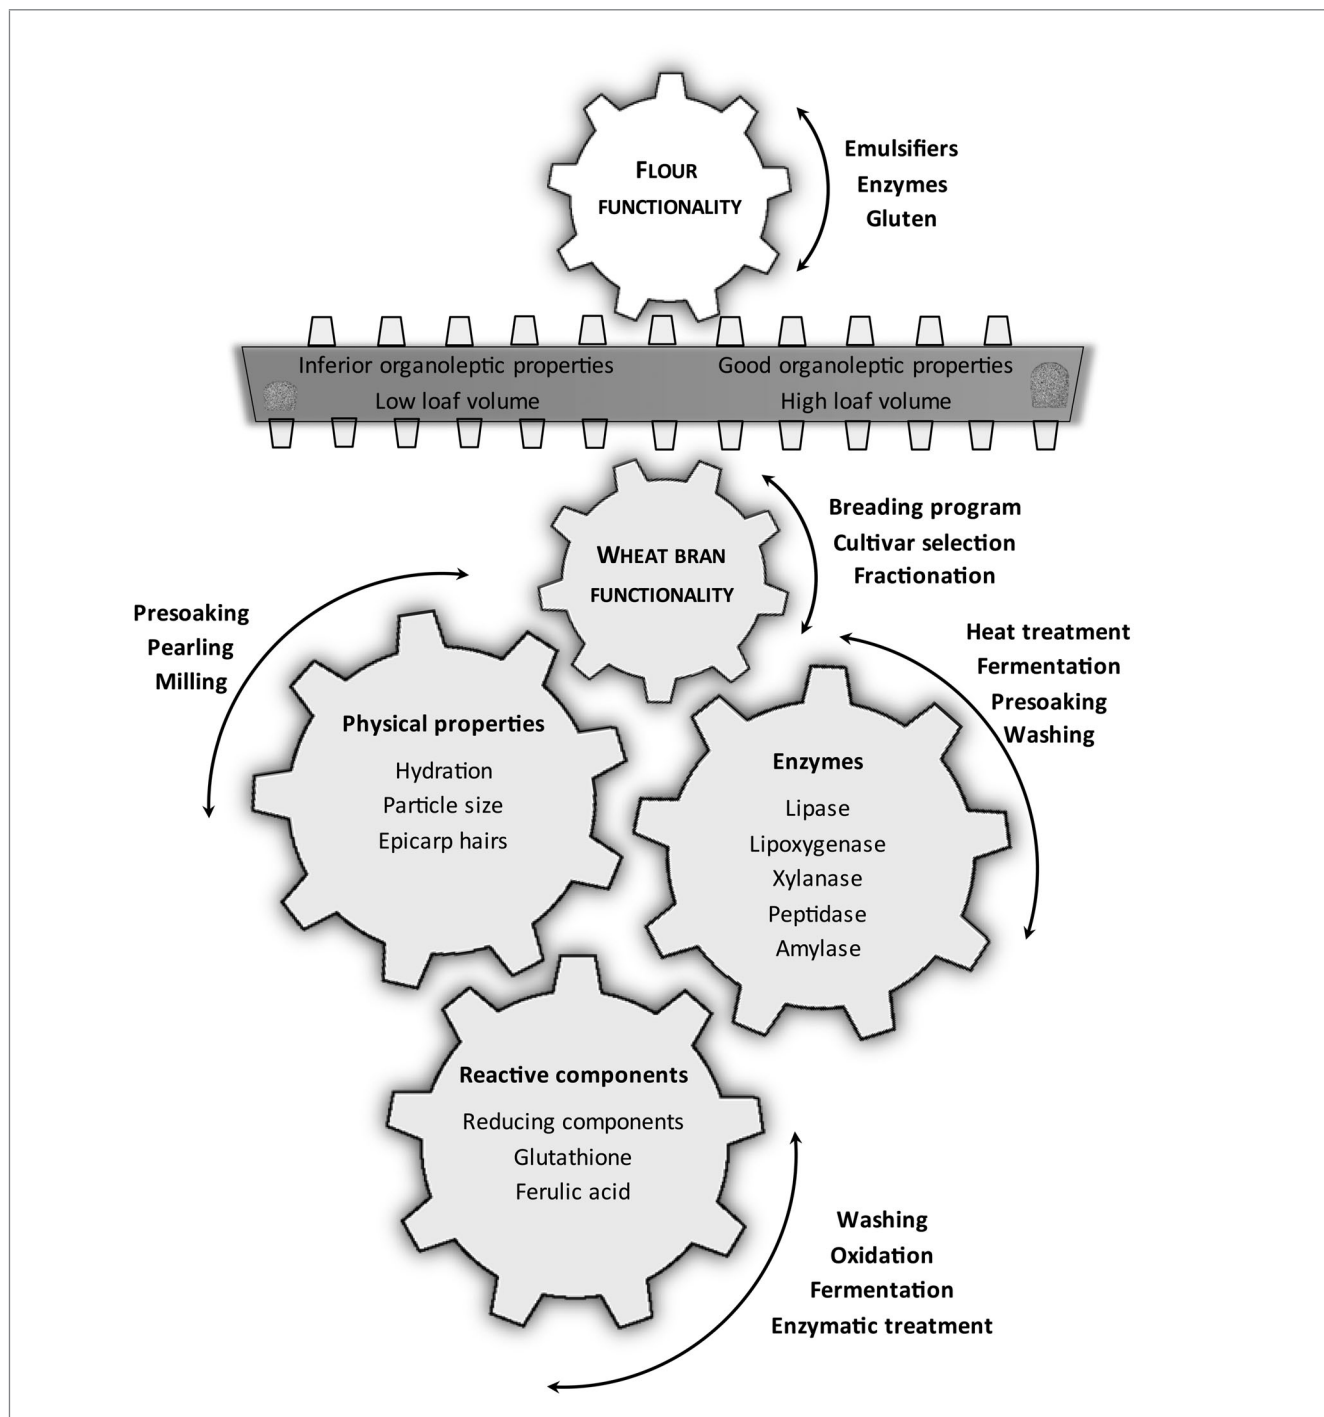 FLOUR
FUNCTIONALITY
Emulsifiers
Enzymes
Gluten
Inferior organoleptic properties
Low loaf volume
Good organoleptic properties
High loaf volume
WHEAT BRAN
FUNCTIONALITY
Breading program
Cultivar selection
Fractionation
Presoaking
Pearling
Milling
Heat treatment
Fermentation
Presoaking
Washing
Physical properties
Hydration
Particle size
Epicarp hairs
Enzymes
Lipase
Lipoxygenase
Xylanase
Peptidase
Amylase
Reactive components
Reducing components
Glutathione
Ferulic acid
Washing
Oxidation
Fermentation
Enzymatic treatment